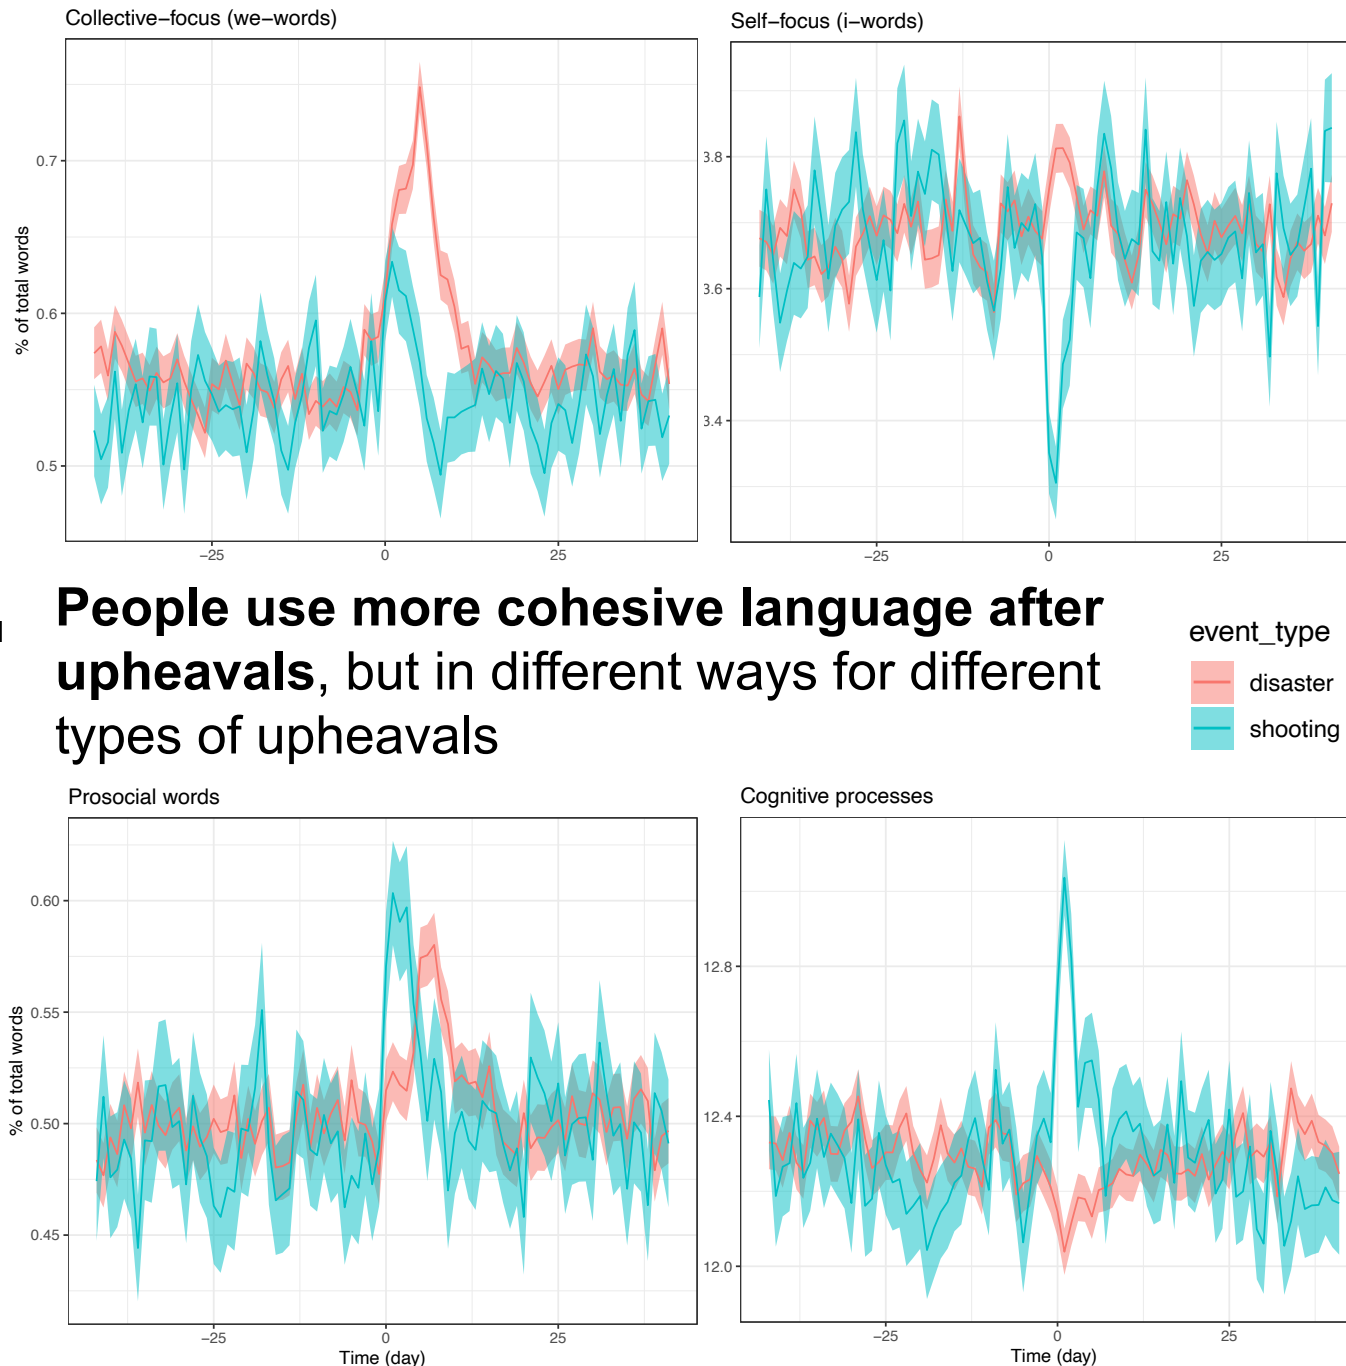 Collective−focus (we−words)
Self−focus (i−words)
% of total words
0.7
0.6
0.5
−25
0
25
3.8
3.6
3.4
−25
0
25
People use more cohesive language after
upheavals, but in different ways for different
types of upheavals
event_type
disaster
shooting
Prosocial words
Cognitive processes
% of total words
0.60
0.55
0.50
0.45
−25
0
25
Time (day)
12.8
12.4
12.0
−25
0
25
Time (day)